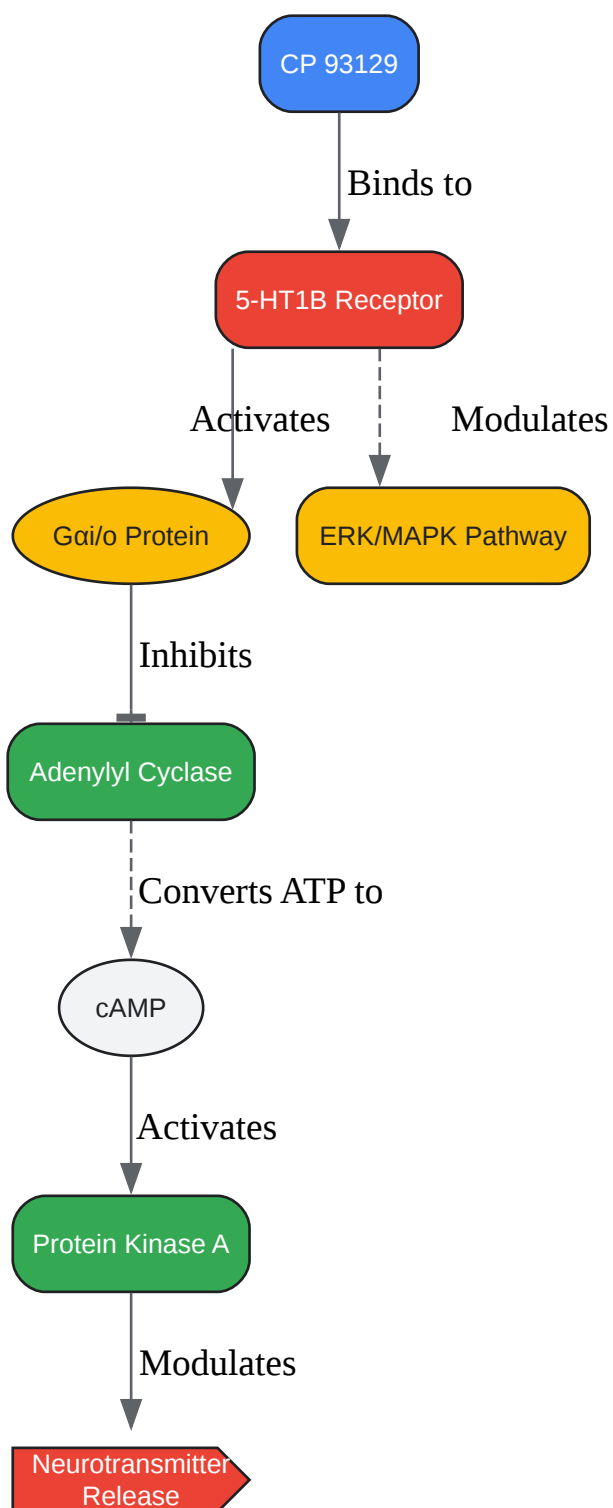 CP 93129
Binds to
5-HT1B Receptor
Activates
Modulates
Gαi/o Protein
ERK/MAPK Pathway
Inhibits
Adenylyl Cyclase
Converts ATP to
cAMP
Activates
Protein Kinase A
Modulates
Neurotransmitter
Release